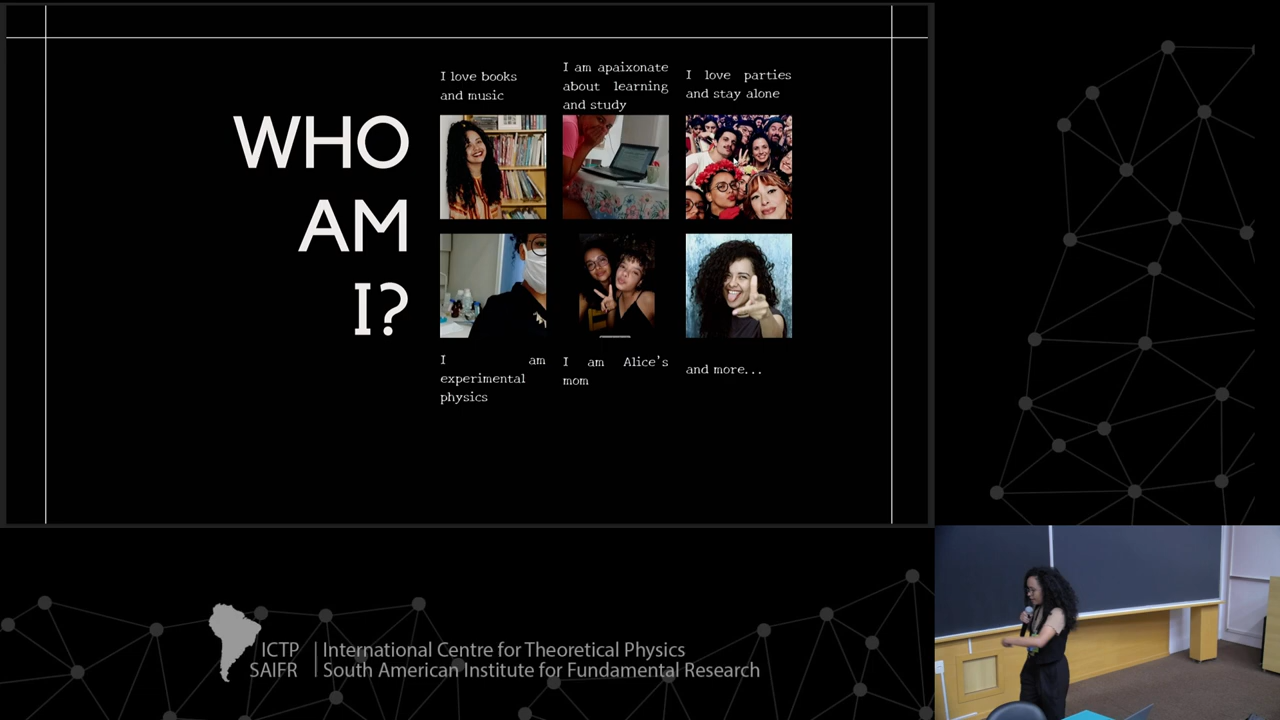 WHO
AM
I?
I love books
and music
I am apaixonate
about learning
and study
I love parties
and stay alone
I am
experimental
physics
I am Alice's
mom
and more...
ICTP
SAIFR
International Centre for Theoretical Physics
South American Institute for Fundamental Research